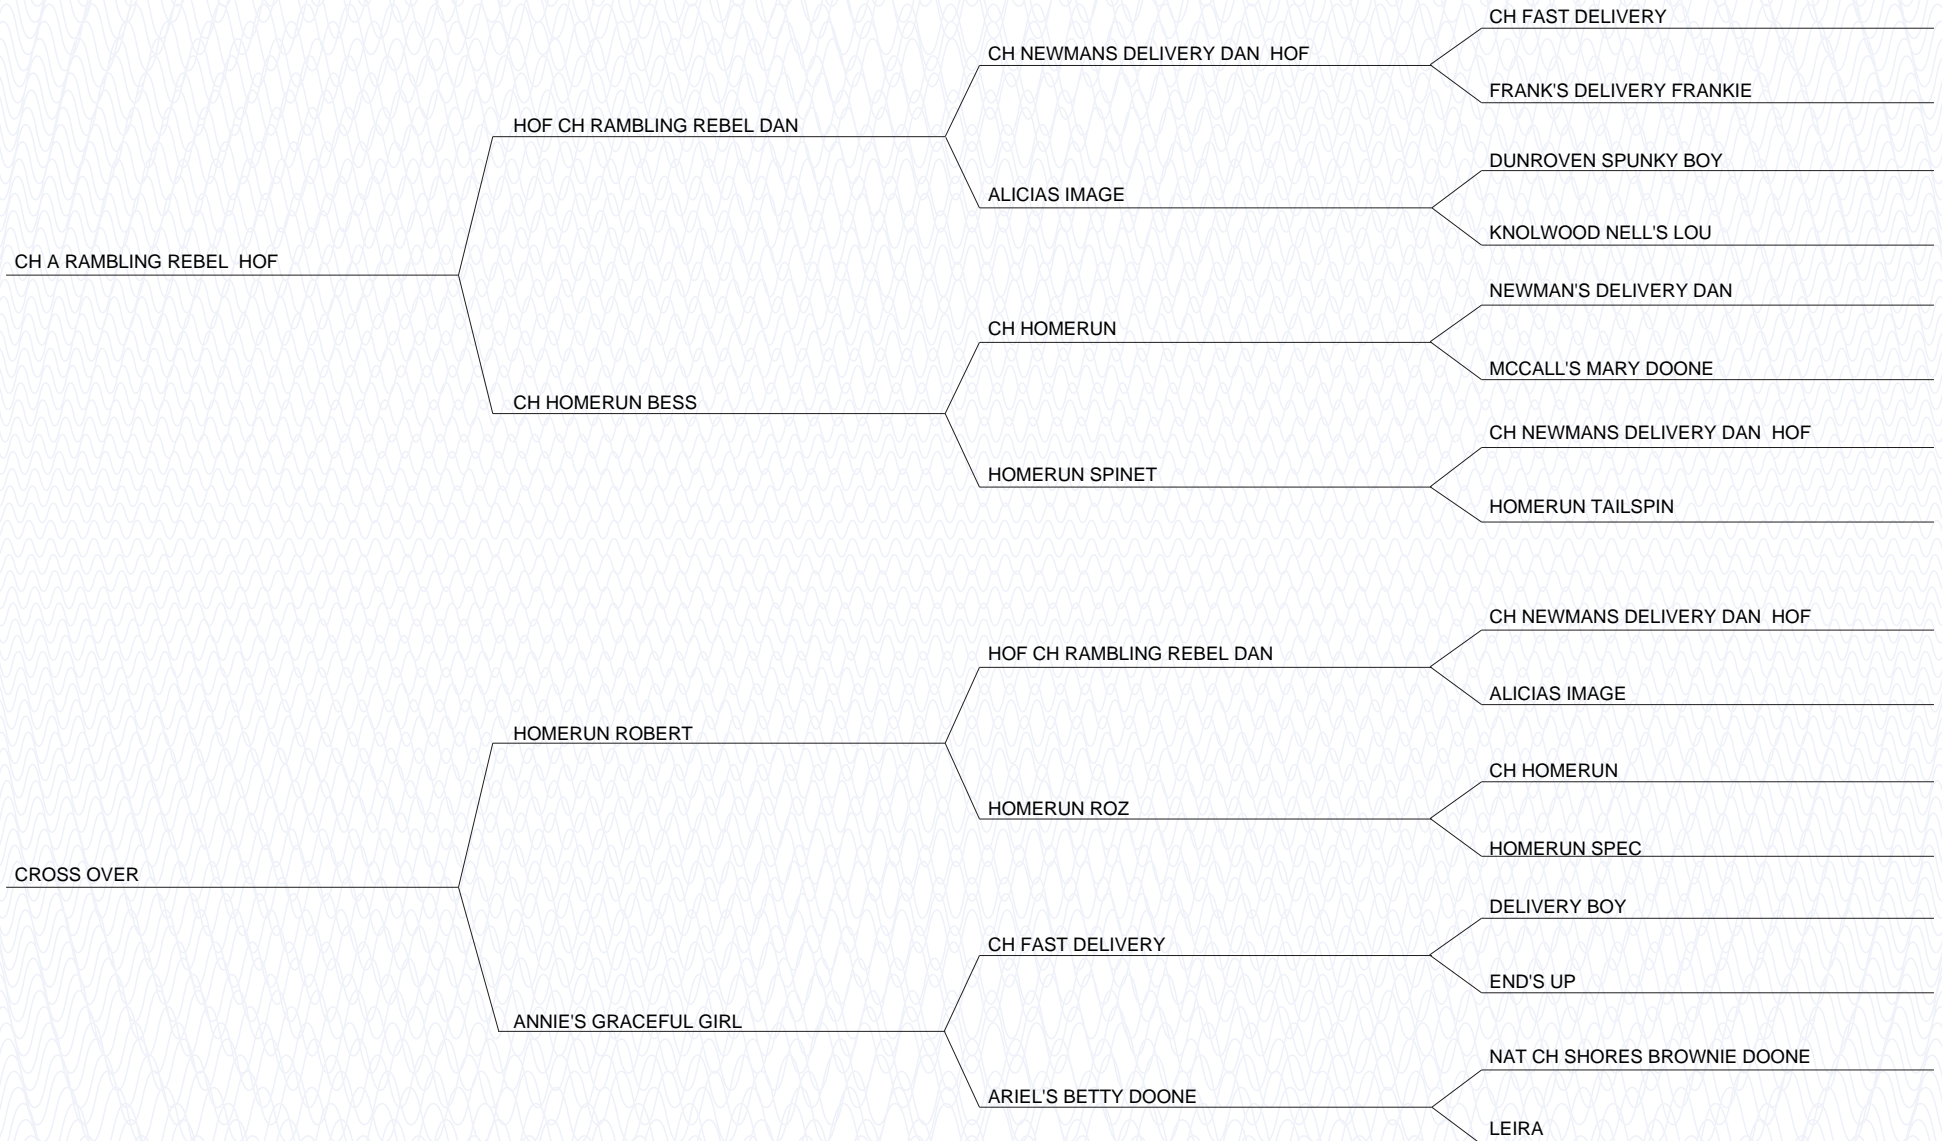 CH FAST DELIVERY
CH NEWMANS DELIVERY DAN  HOF
FRANK'S DELIVERY FRANKIE
HOF CH RAMBLING REBEL DAN
DUNROVEN SPUNKY BOY
ALICIAS IMAGE
KNOLWOOD NELL'S LOU
CH A RAMBLING REBEL  HOF
NEWMAN'S DELIVERY DAN
CH HOMERUN
MCCALL'S MARY DOONE
CH HOMERUN BESS
CH NEWMANS DELIVERY DAN  HOF
HOMERUN SPINET
HOMERUN TAILSPIN
CH NEWMANS DELIVERY DAN  HOF
HOF CH RAMBLING REBEL DAN
ALICIAS IMAGE
HOMERUN ROBERT
CH HOMERUN
HOMERUN ROZ
HOMERUN SPEC
CROSS OVER
DELIVERY BOY
CH FAST DELIVERY
END'S UP
ANNIE'S GRACEFUL GIRL
NAT CH SHORES BROWNIE DOONE
ARIEL'S BETTY DOONE
LEIRA